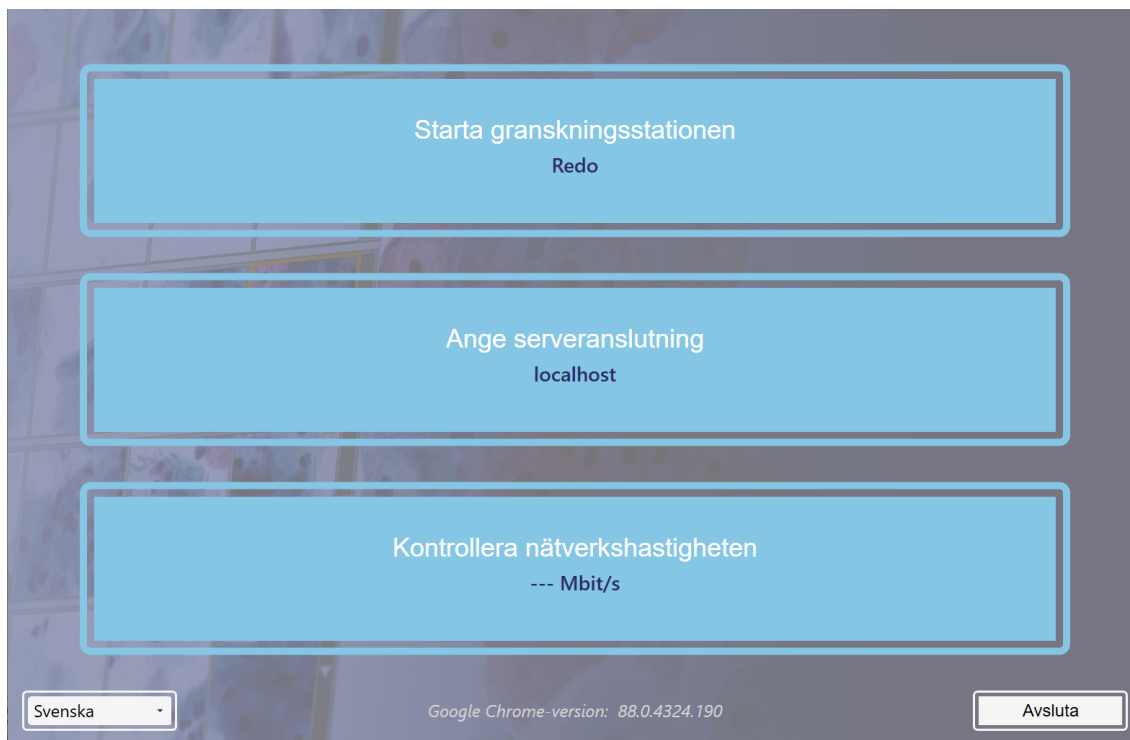 Starta granskningsstationen
Redo
Ange serveranslutning
localhost
Kontrollera nätverkshastigheten
--- Mbit/s
Svenska
Google Chrome-version: 88.0.4324.190
Avsluta